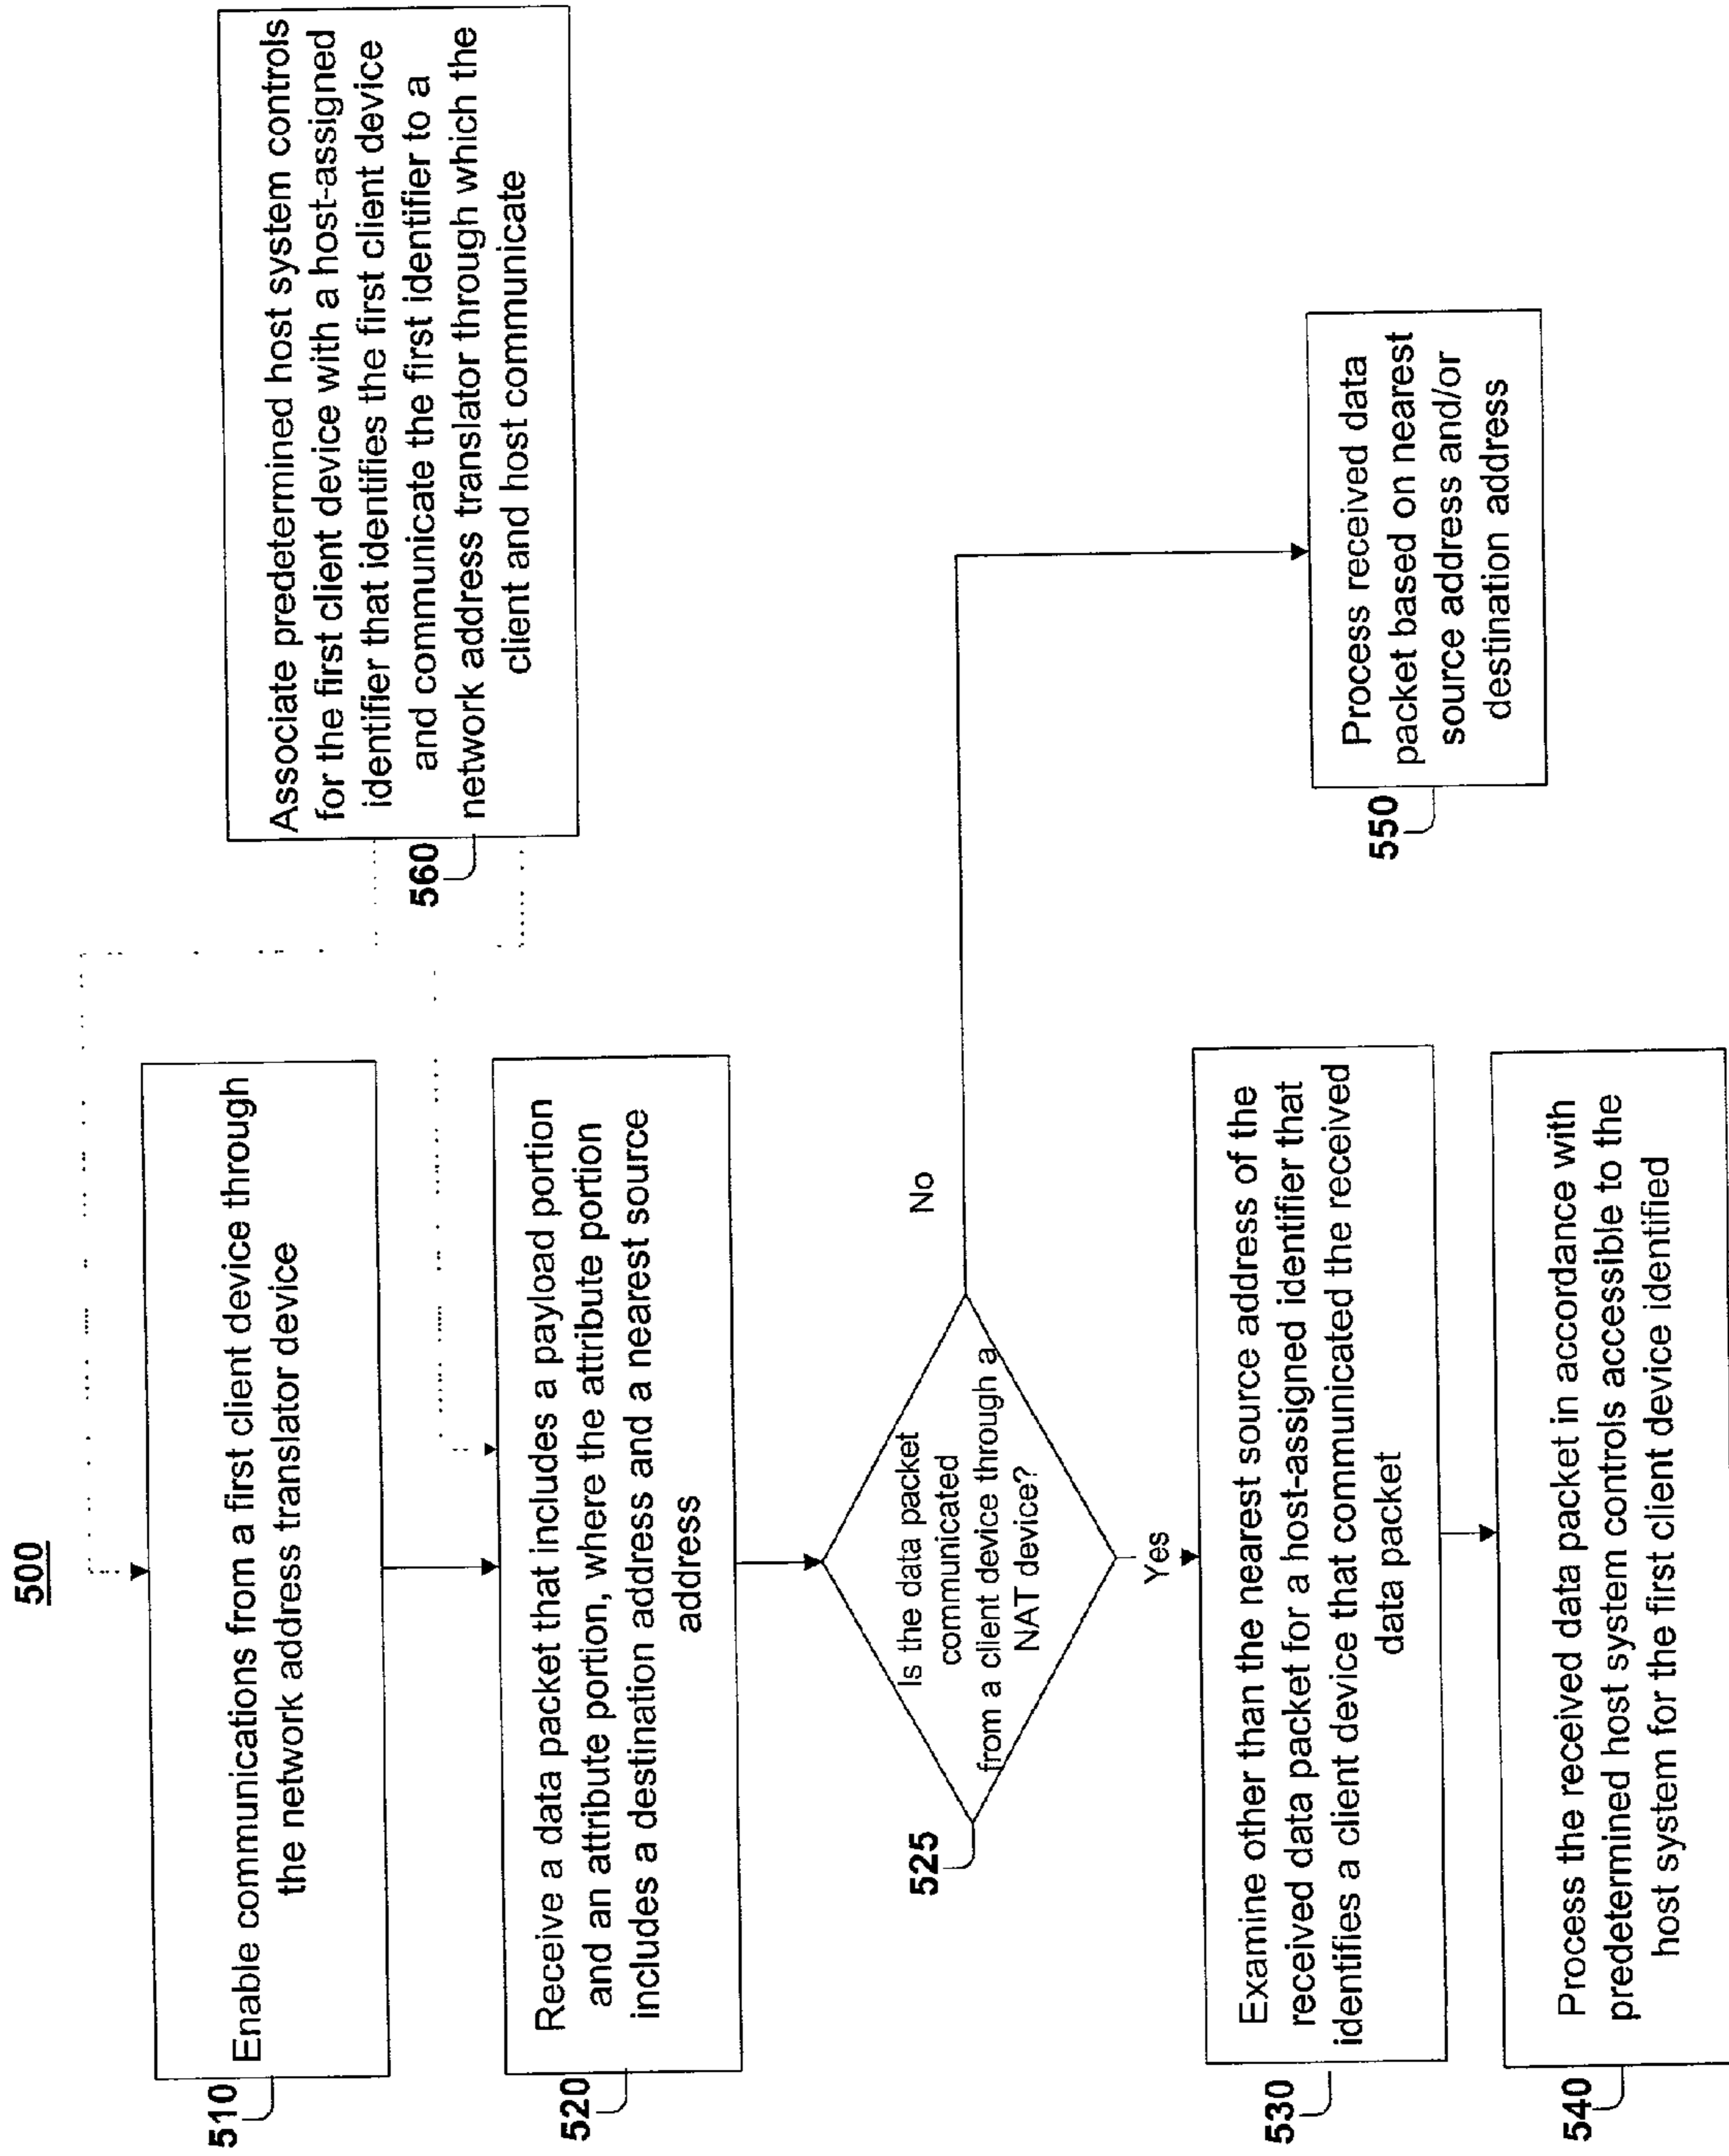 500
510
Enable communications from a first client device through
the network address translator device
560
Associate predetermined host system controls
for the first client device with a host-assigned
identifier that identifies the first client device
and communicate the first identifier to a
network address translator through which the
client and host communicate
520
Receive a data packet that includes a payload portion
and an attribute portion, where the attribute portion
includes a destination address and a nearest source
address
525
Is the data packet
communicated
from a client device through a
NAT device?
No
Yes
530
Examine other than the nearest source address of the
received data packet for a host-assigned identifier that
identifies a client device that communicated the received
data packet
550
Process received data
packet based on nearest
source address and/or
destination address
540
Process the received data packet in accordance with
predetermined host system controls accessible to the
host system for the first client device identified